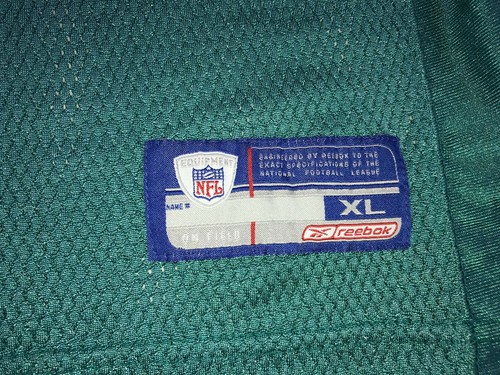 EQUIPMENT
NFL
ENGINEERED BY REEBOK TO THE
EXACT SPECIFICATIONS OF THE
NATIONAL FOOTBALL LEAGUE
NAME #
XL
ON FIELD
Reebok